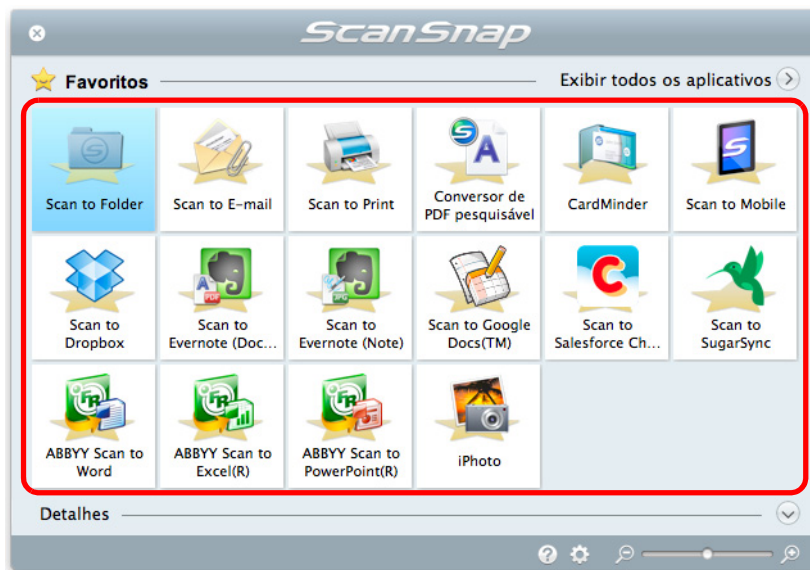 ScanSnap
Favoritos
Exibir todos os aplicativos
Scan to Folder
Scan to E-mail
Scan to Print
Conversor de
PDF pesquisável
CardMinder
Scan to Mobile
Scan to
Dropbox
Scan to
Evernote (Doc...
Scan to
Evernote (Note)
Scan to Google
Docs(TM)
Scan to
Salesforce Ch...
Scan to
SugarSync
ABBYY Scan to
Word
ABBYY Scan to
Excel(R)
ABBYY Scan to
PowerPoint(R)
iPhoto
Detalhes